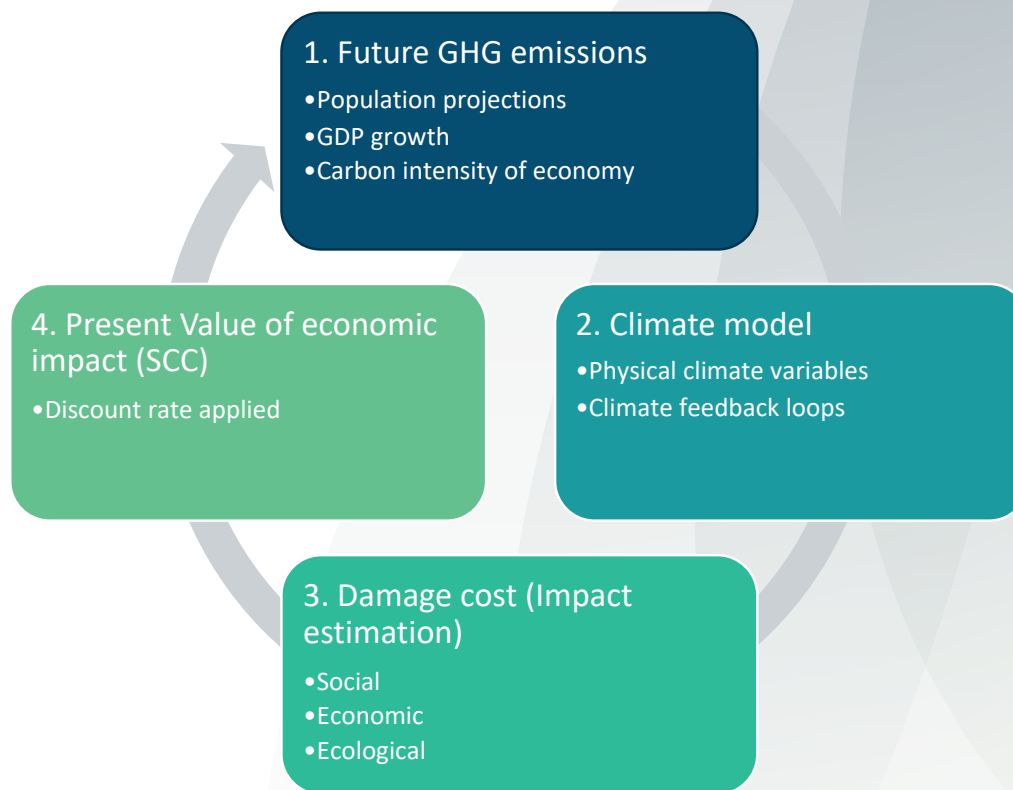 1. Future GHG emissions
•Population projections
•GDP growth
•Carbon intensity of economy
2. Climate model
•Physical climate variables
•Climate feedback loops
3. Damage cost (Impact
estimation)
•Social
•Economic
•Ecological
4. Present Value of economic
impact (SCC)
•Discount rate applied